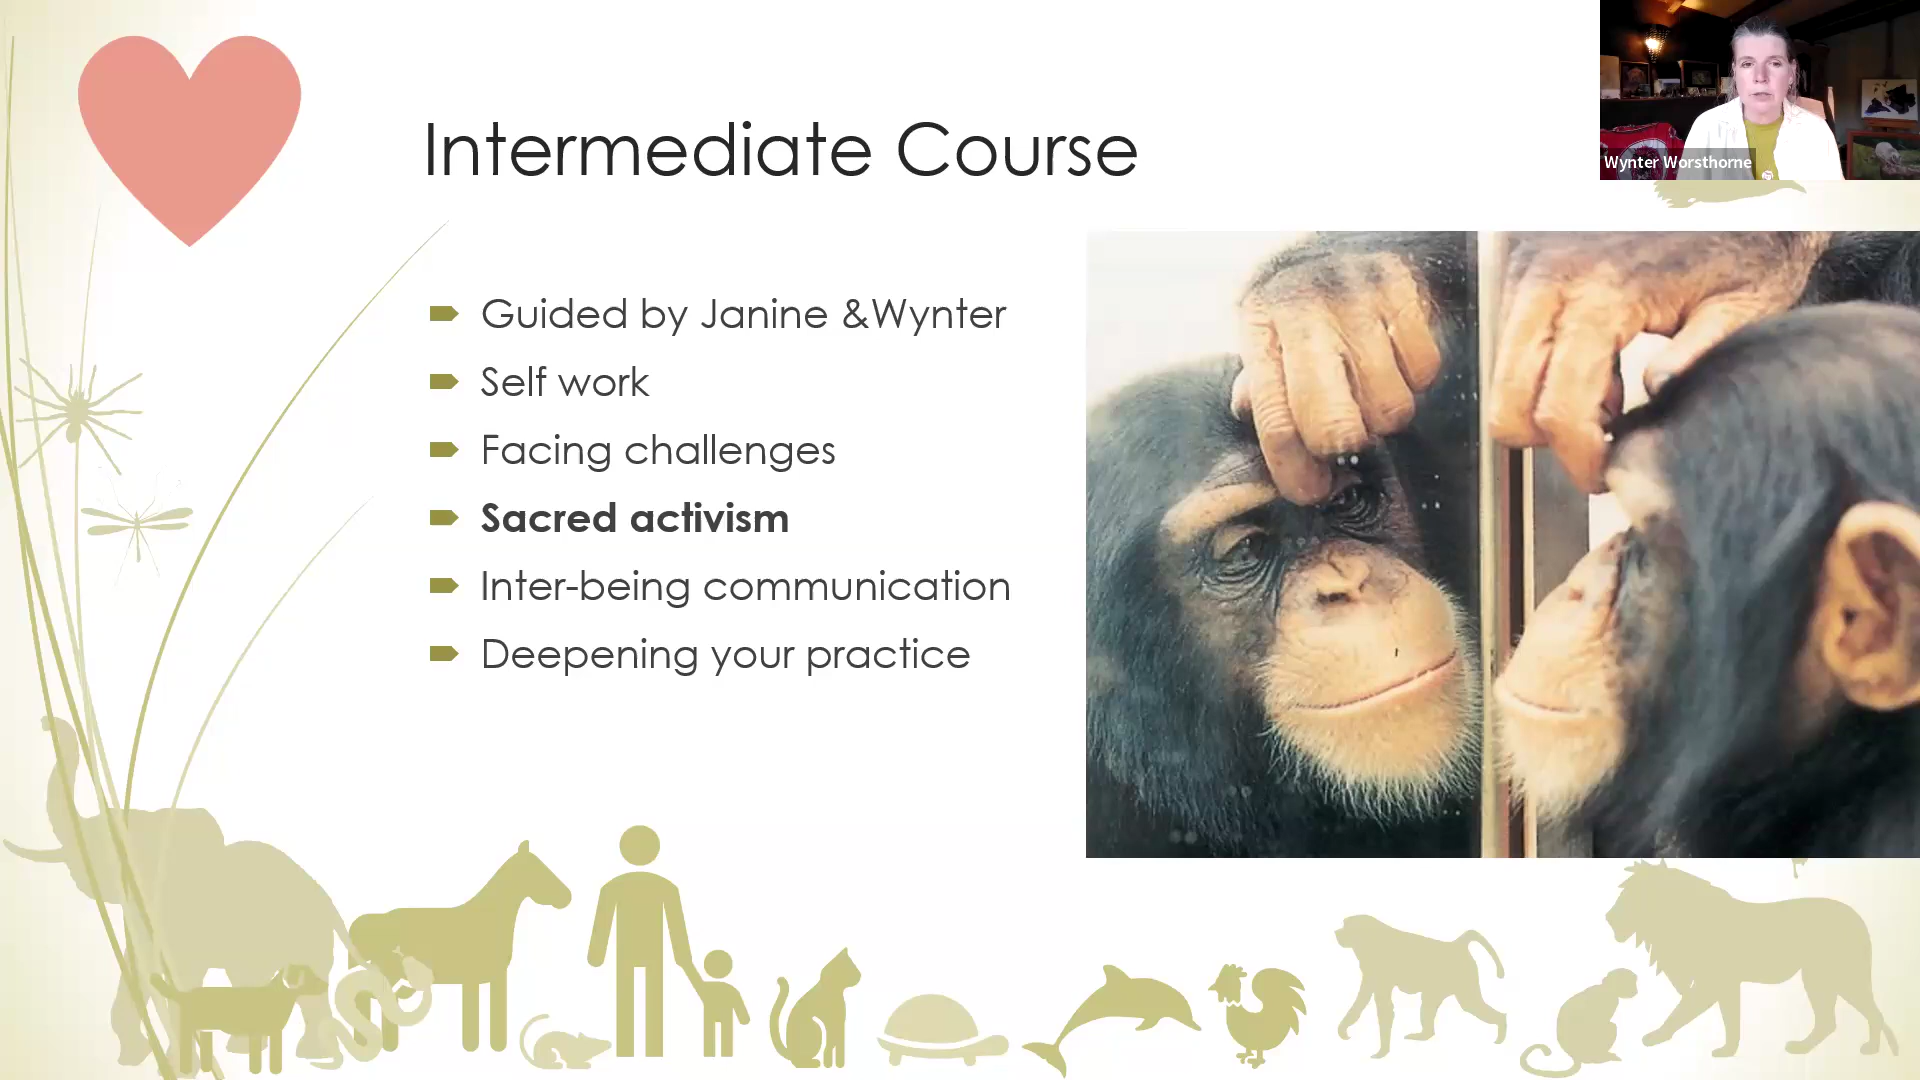 Intermediate Course
Wynter Worsthorne
Guided by Janine &Wynter
Self work
Facing challenges
Sacred activism
Inter-being communication
Deepening your practice